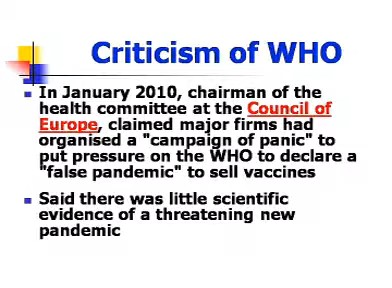 Criticism of WHO
In January 2010, chairman of the
health committee at the Council of
Europe, claimed major firms had
organised a "campaign of panic" to
put pressure on the WHO to declare a
"false pandemic" to sell vaccines
Said there was little scientific
evidence of a threatening new
pandemic